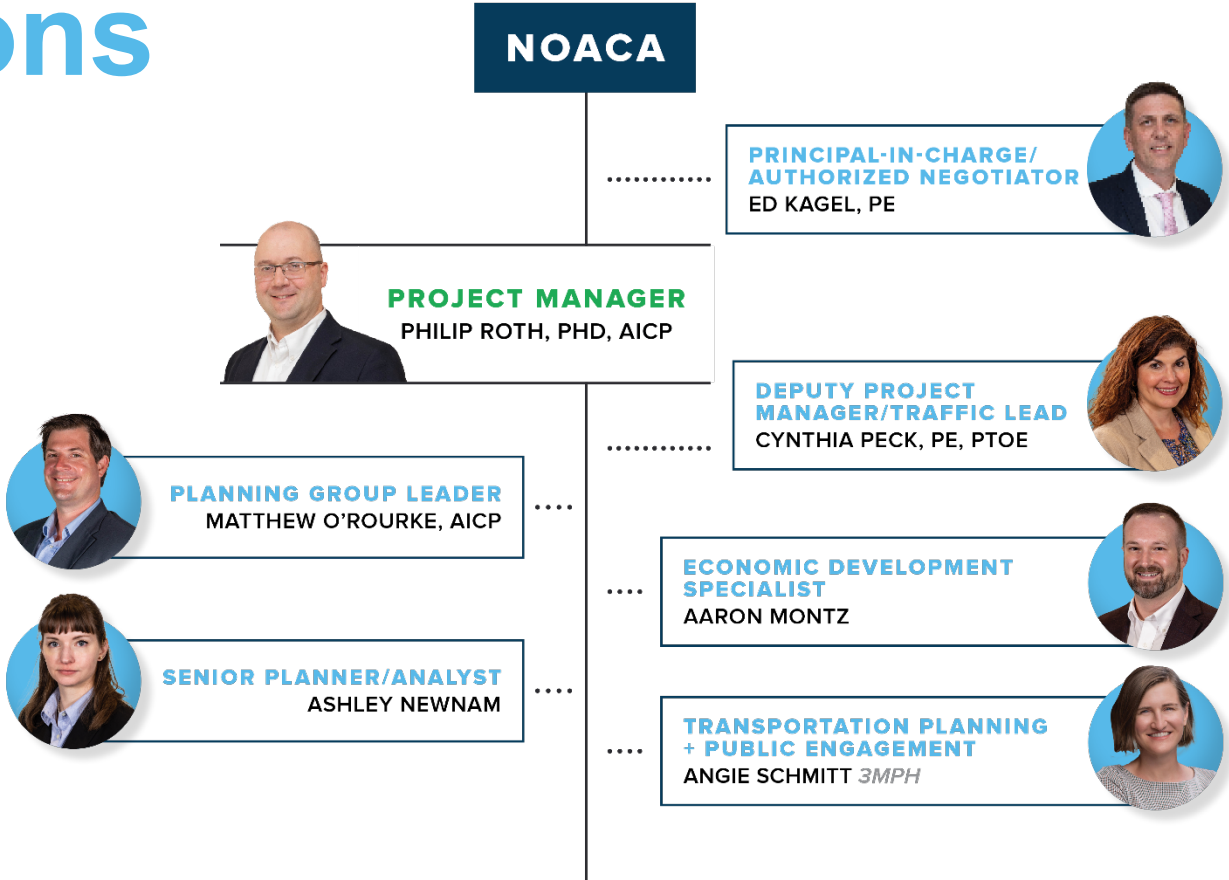 ons
NOACA
PRINCIPAL-IN-CHARGE/
AUTHORIZED NEGOTIATOR
ED KAGEL, PE
PROJECT MANAGER
PHILIP ROTH, PHD, AICP
DEPUTY PROJECT
MANAGER/TRAFFIC LEAD
CYNTHIA PECK, PE, PTOE
PLANNING GROUP LEADER
MATTHEW O'ROURKE, AICP
ECONOMIC DEVELOPMENT
SPECIALIST
AARON MONTZ
SENIOR PLANNER/ANALYST
ASHLEY NEWNAM
TRANSPORTATION PLANNING
+ PUBLIC ENGAGEMENT
ANGIE SCHMITT 3MPH